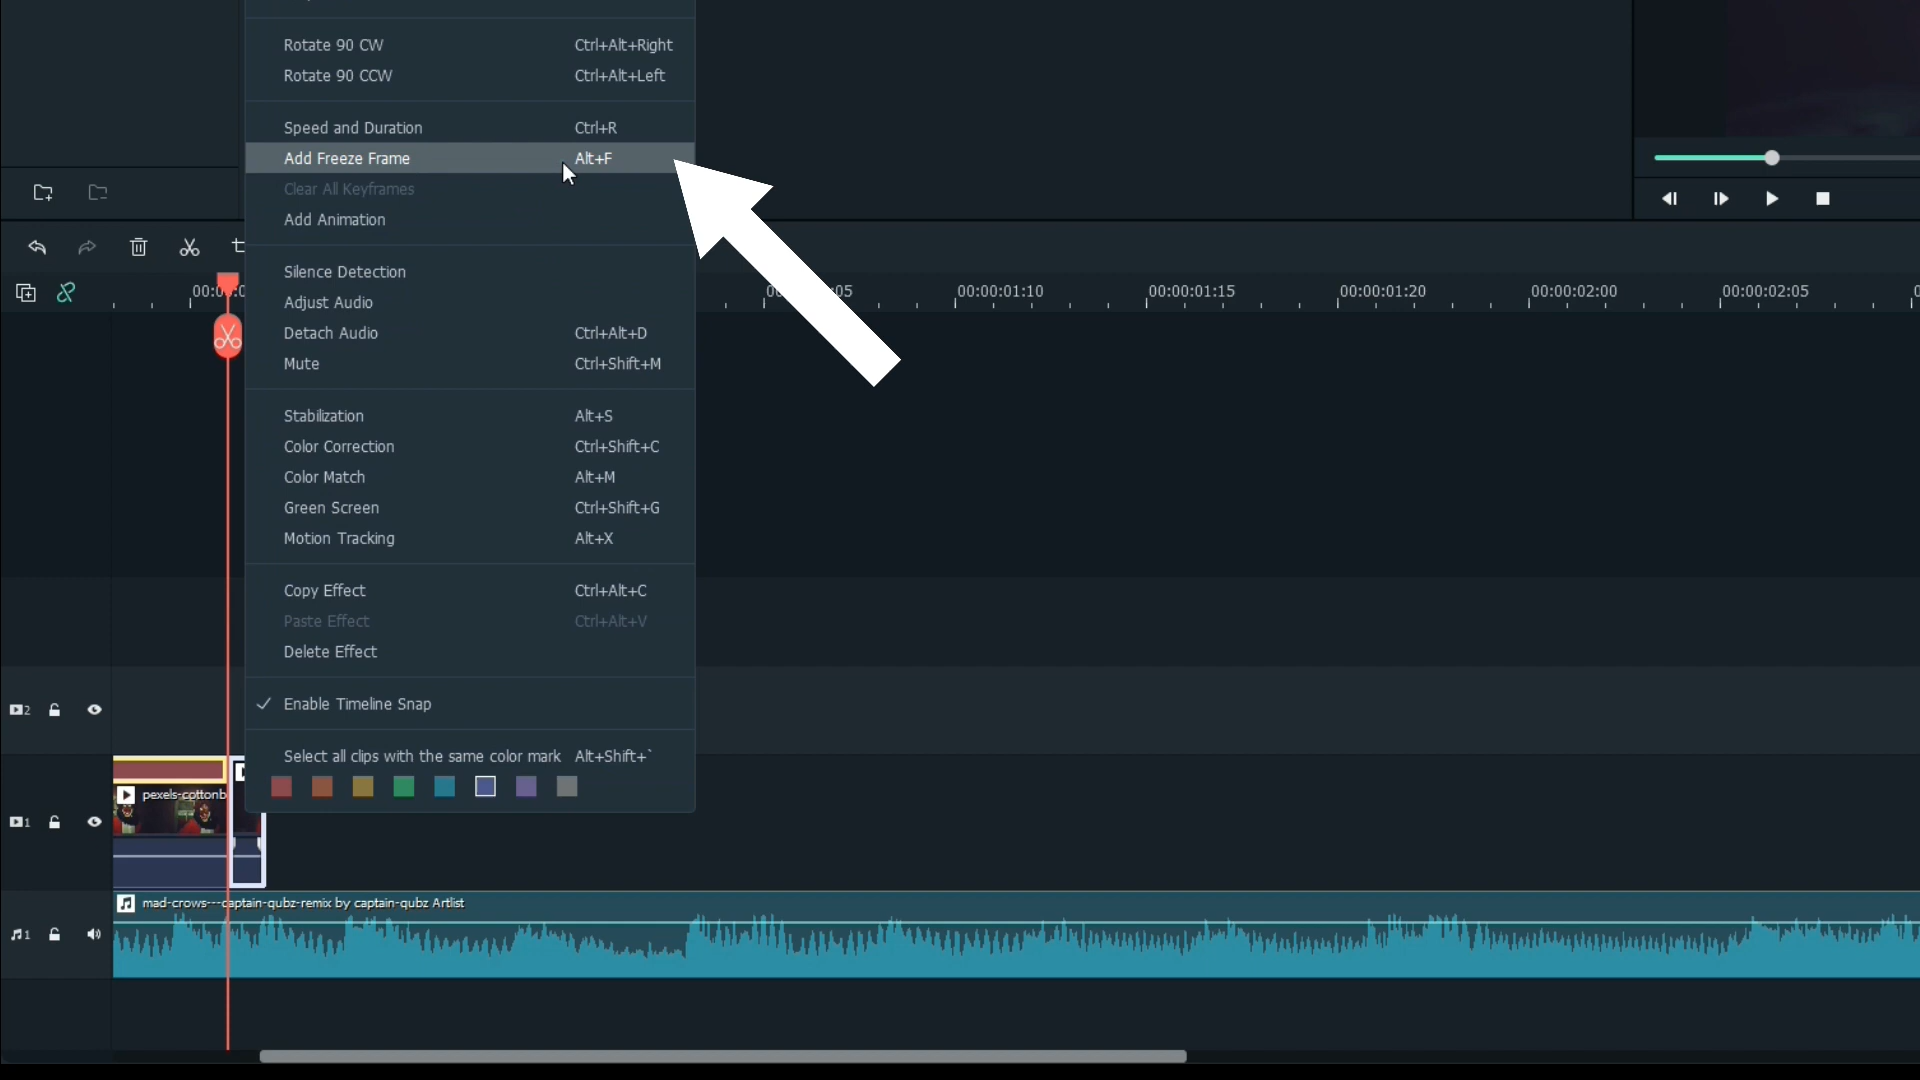 Rotate 90 CW Ctrl+Alt+Right
Rotate 90 CCW Ctrl+Alt+Left
Speed and Duration Ctrl+R
Add Freeze Frame Alt+F
Clear All Keyframes
Add Animation
Silence Detection
Adjust Audio
Detach Audio Ctrl+Alt+D
Mute Ctrl+Shift+M
00:00:01:10 00:00:01:15 00:00:01:20 00:00:02:00 00:00:02:05
Stabilization Alt+S
Color Correction Ctrl+Shift+C
Color Match Alt+M
Green Screen Ctrl+Shift+G
Motion Tracking Alt+X
Copy Effect Ctrl+Alt+C
Paste Effect Ctrl+Alt+V
Delete Effect
Enable Timeline Snap
Select all clips with the same color mark Alt+Shift+`
2
pexels-cottonb
1
mad-crows---captain-qubz-remix by captain-qubz Artlist
1